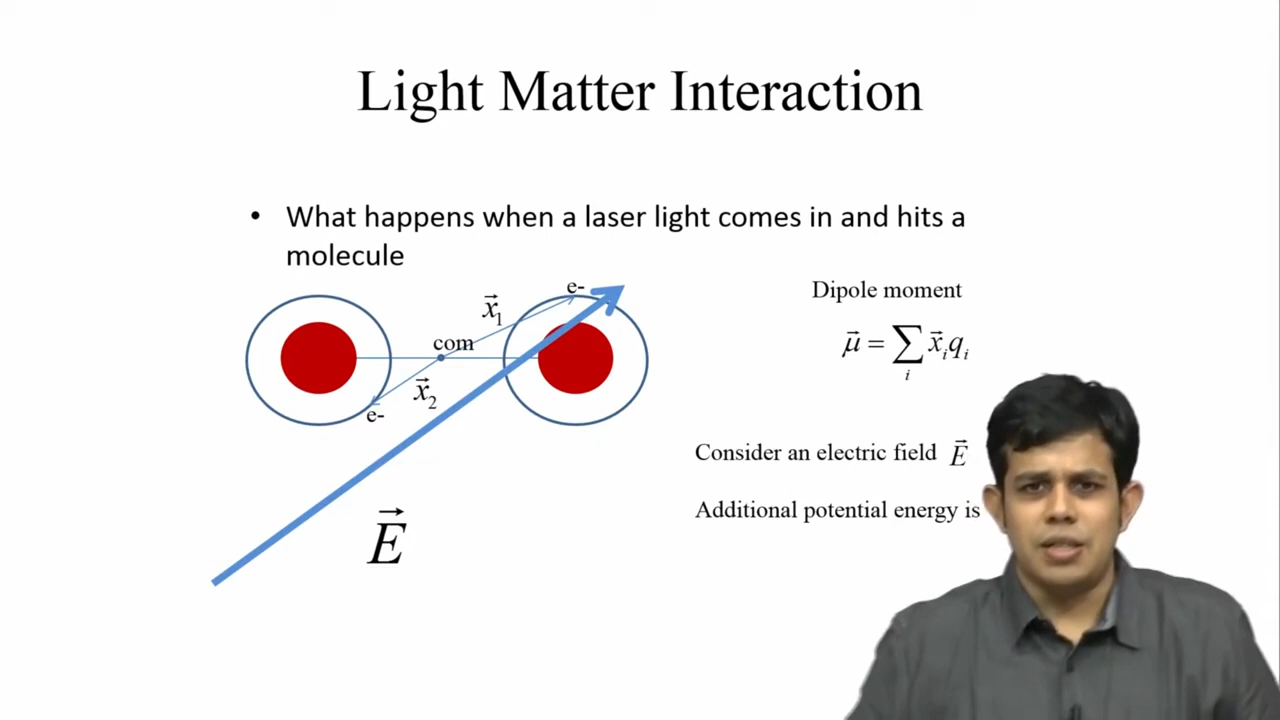 Light Matter Interaction
• What happens when a laser light comes in and hits a
molecule
e-
x⃗₁
com
x⃗₂
e-
E⃗
Dipole moment
μ⃗ = ∑ᵢ x⃗ᵢqᵢ
Consider an electric field E⃗
Additional potential energy is